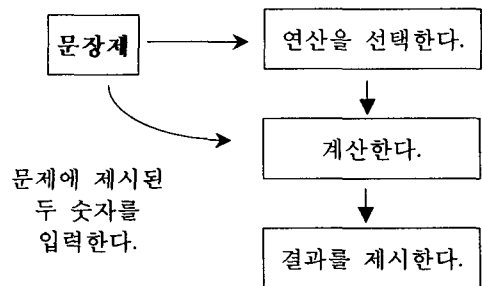 문장제
연산을 선택한다.
계산한다.
문제에 제시된
두 숫자를
입력한다.
결과를 제시한다.